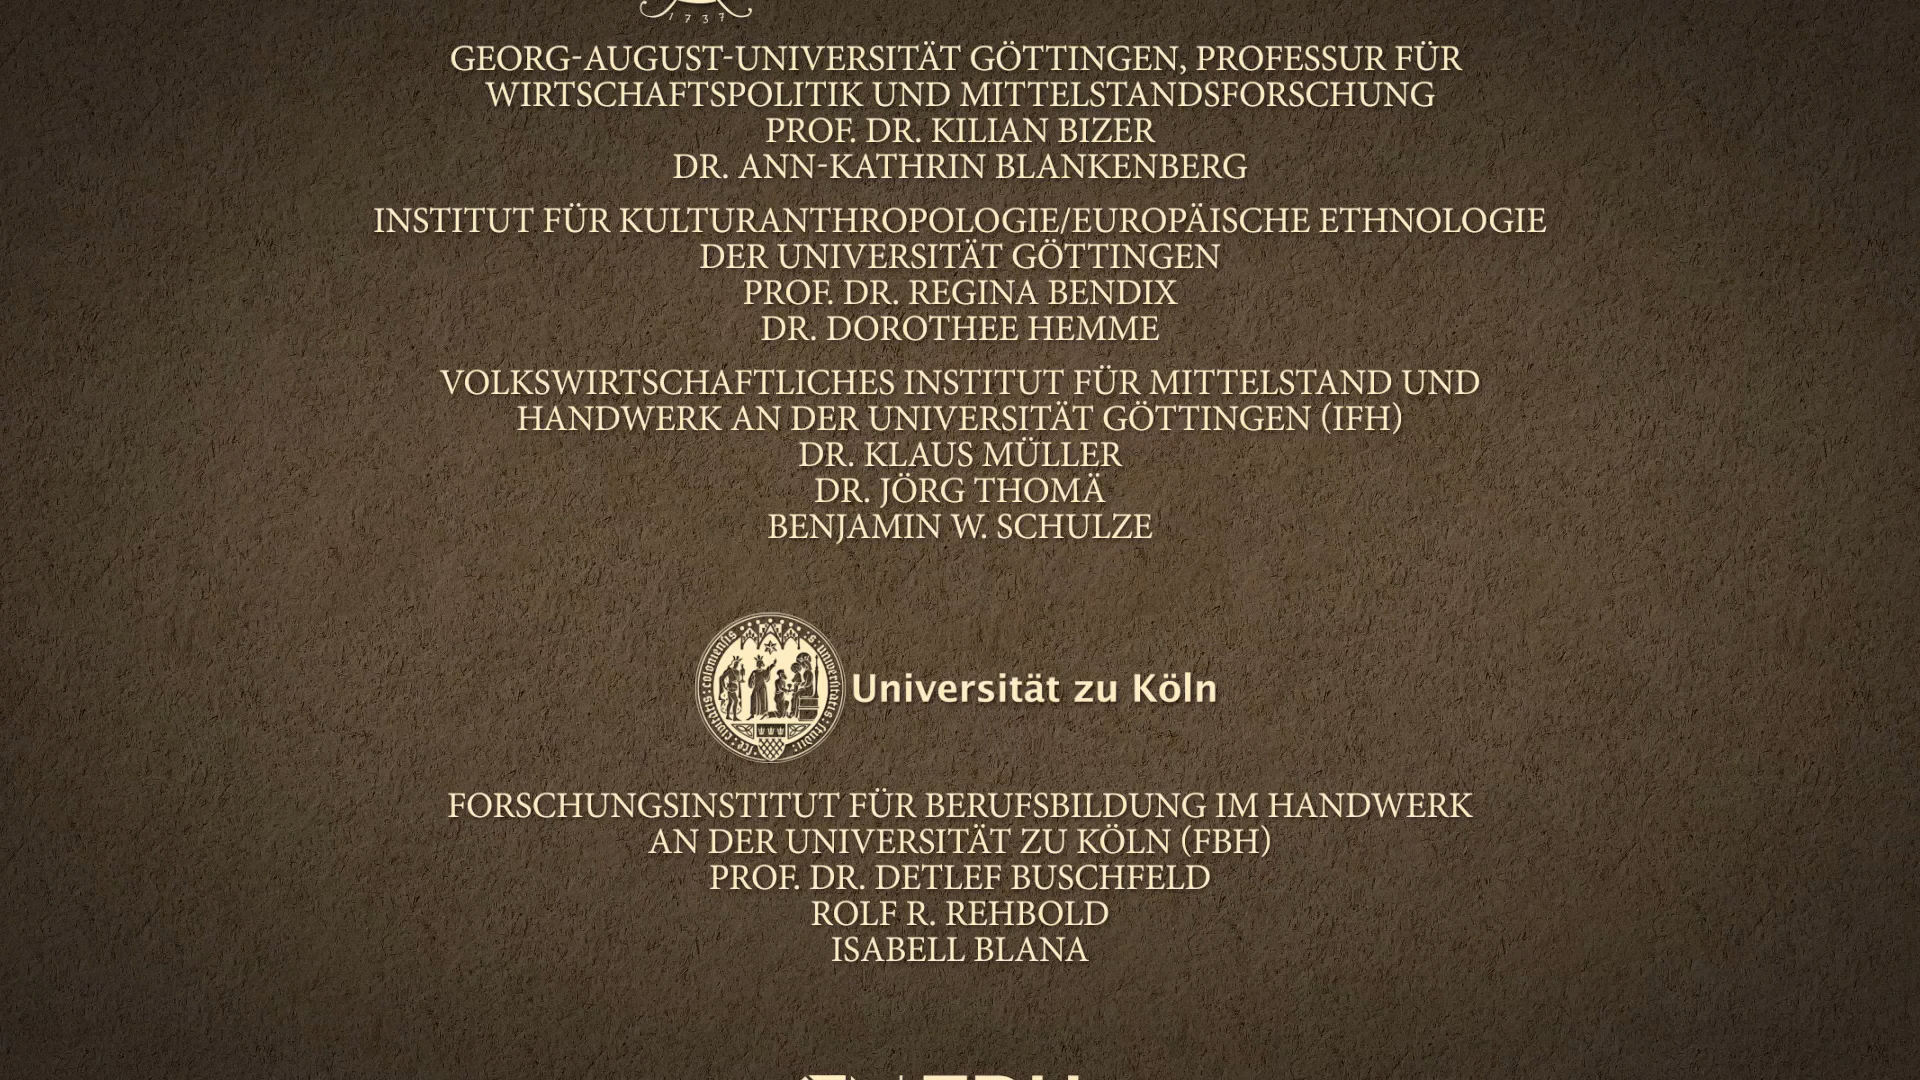 1737
GEORG-AUGUST-UNIVERSITÄT GÖTTINGEN, PROFESSUR FÜR
WIRTSCHAFTSPOLITIK UND MITTELSTANDSFORSCHUNG
PROF. DR. KILIAN BIZER
DR. ANN-KATHRIN BLANKENBERG
INSTITUT FÜR KULTURANTHROPOLOGIE/EUROPÄISCHE ETHNOLOGIE
DER UNIVERSITÄT GÖTTINGEN
PROF. DR. REGINA BENDIX
DR. DOROTHEE HEMME
VOLKSWIRTSCHAFTLICHES INSTITUT FÜR MITTELSTAND UND
HANDWERK AN DER UNIVERSITÄT GÖTTINGEN (IFH)
DR. KLAUS MÜLLER
DR. JÖRG THOMÄ
BENJAMIN W. SCHULZE
Universität zu Köln
FORSCHUNGSINSTITUT FÜR BERUFSBILDUNG IM HANDWERK
AN DER UNIVERSITÄT ZU KÖLN (FBH)
PROF. DR. DETLEF BUSCHFELD
ROLF R. REHBOLD
ISABELL BLANA